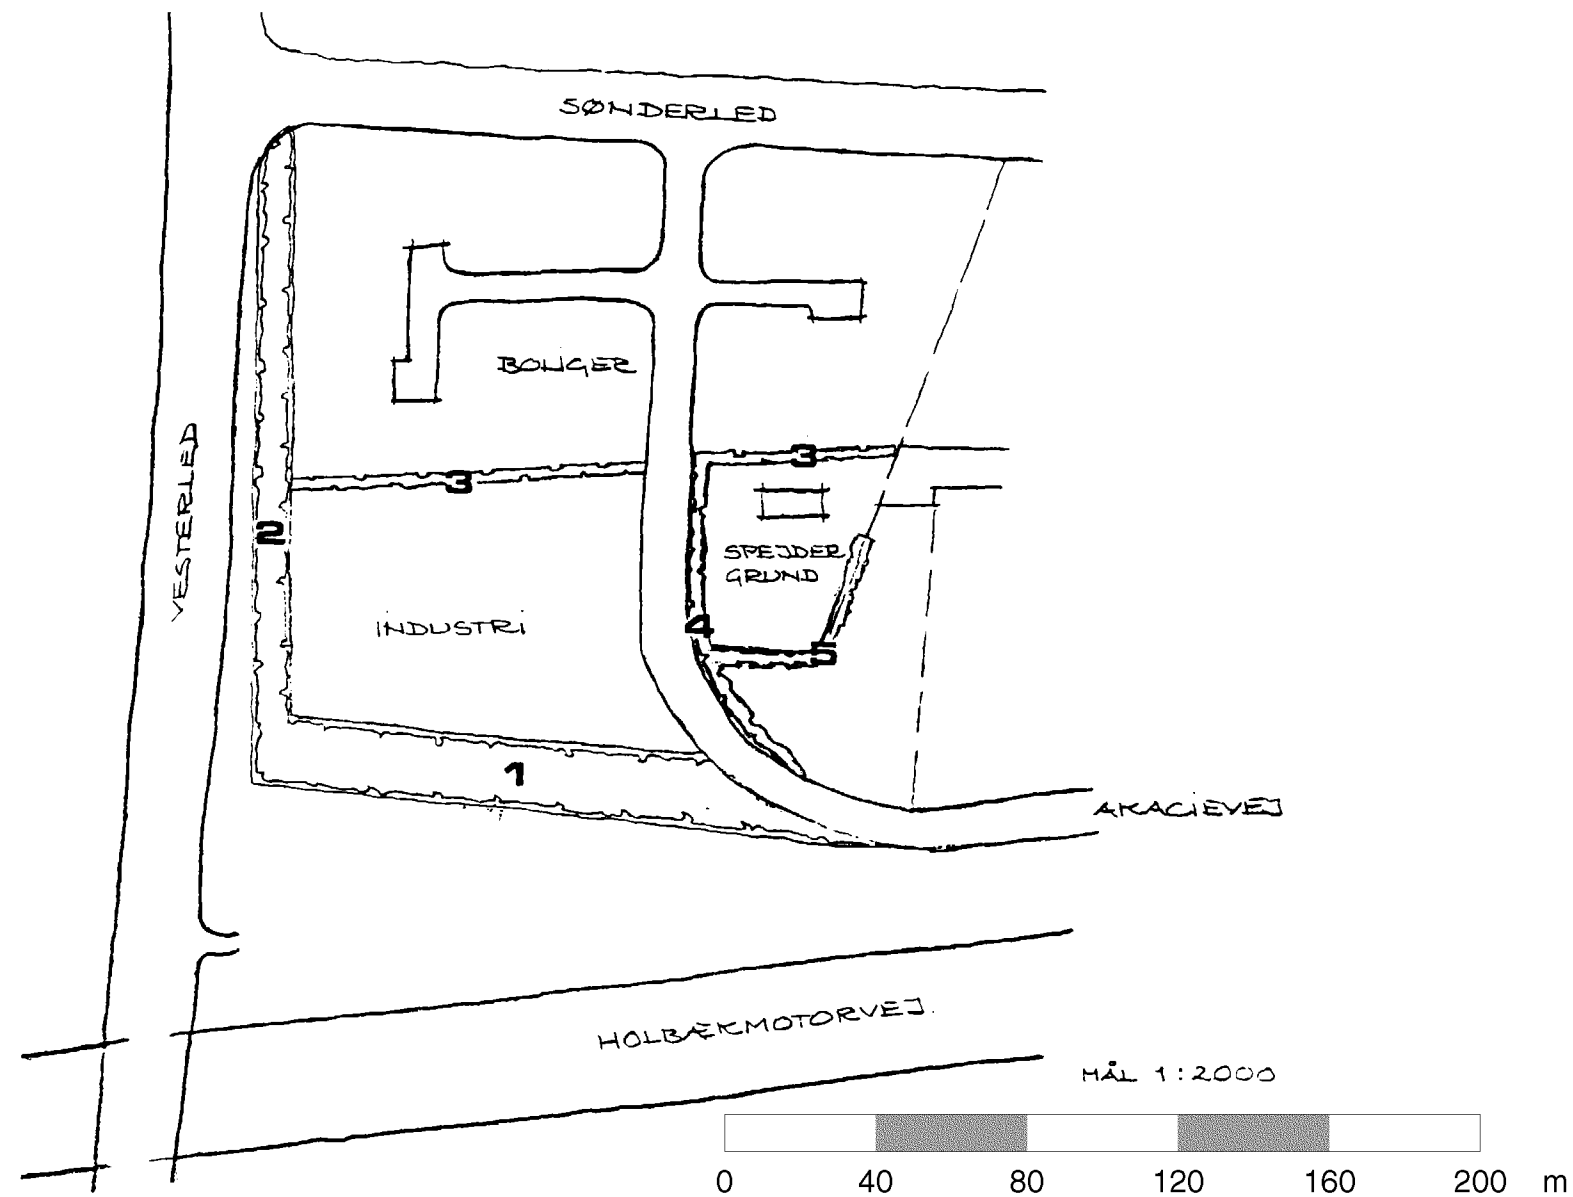 SØNDERLED
BOLIGER
VESTERLED
3
3
2
SPEJDER
GRUND
INDUSTRI
4
5
1
AKACIEVEJ
HOLBÆKMOTORVEJ.
MÅL 1:2000
0 40 80 120 160 200 m